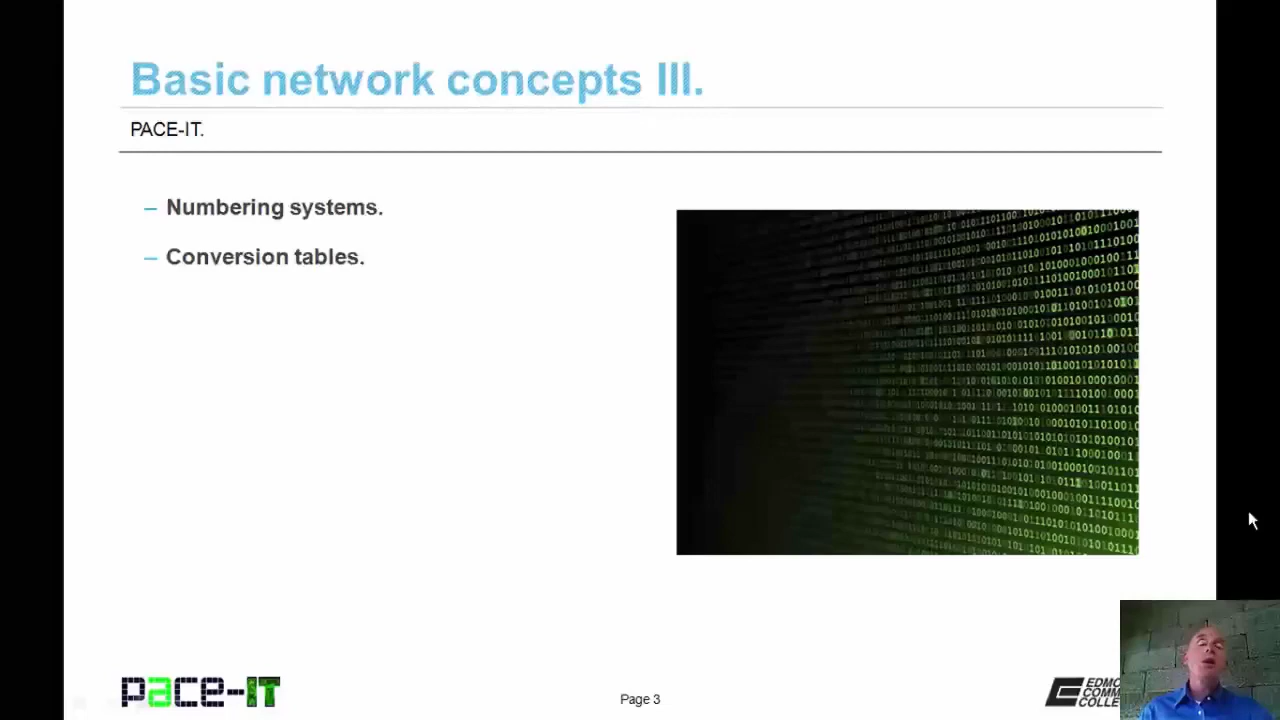 Basic network concepts III.
PACE-IT.
– Numbering systems.
– Conversion tables.
pace-IT
Page 3